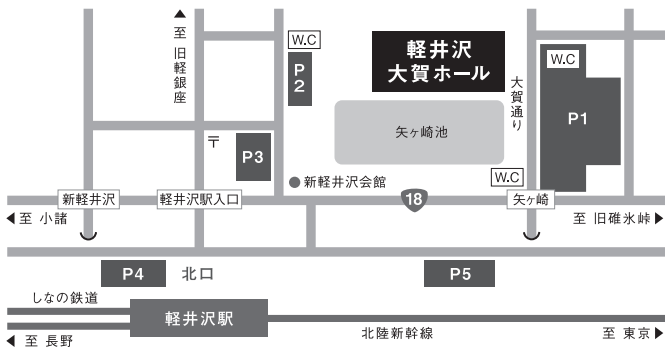 至 旧軽銀座
W.C
P2
軽井沢
大賀ホール
大賀通り
W.C
P1
矢ヶ崎池
〒
P3
新軽井沢会館
W.C
新軽井沢
軽井沢駅入口
18
矢ヶ崎
至 小諸
至 旧碓氷峠
P4
北口
P5
しなの鉄道
軽井沢駅
北陸新幹線
至 長野
至 東京